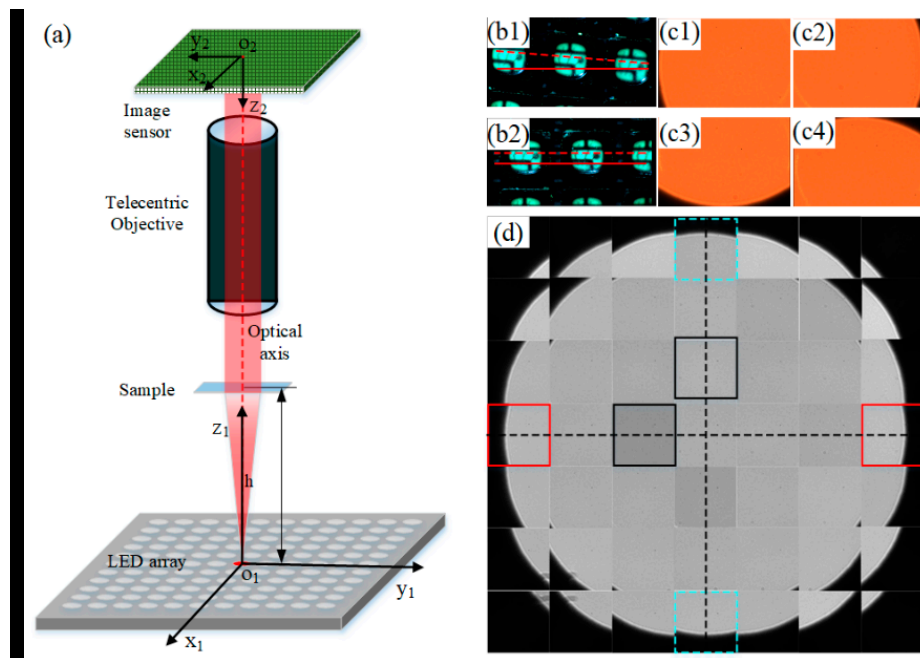 (a)
o2
y2
x2
z2
Image
sensor
Telecentric
Objective
Optical
axis
Sample
z1
h
LED array
o1
y1
x1
(b1)
(c1)
(c2)
(b2)
(c3)
(c4)
(d)